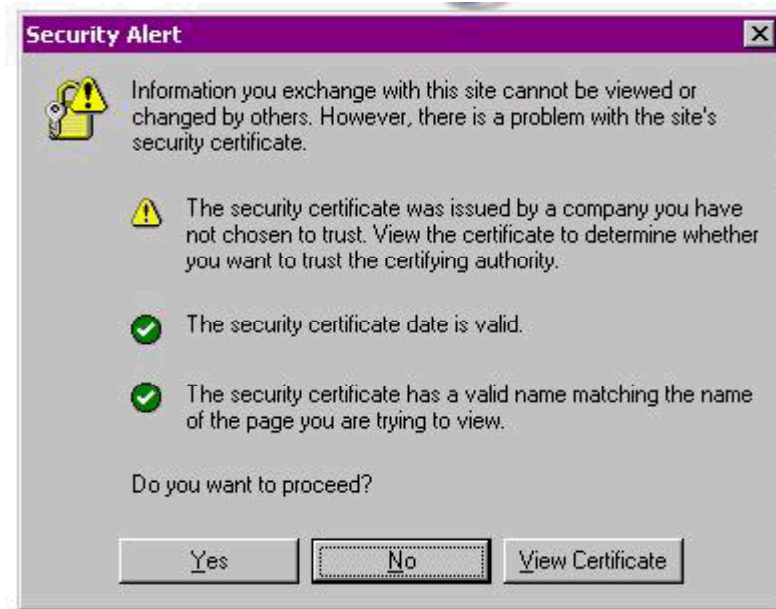 Security Alert
Information you exchange with this site cannot be viewed or
changed by others. However, there is a problem with the site's
security certificate.
The security certificate was issued by a company you have
not chosen to trust. View the certificate to determine whether
you want to trust the certifying authority.
The security certificate date is valid.
The security certificate has a valid name matching the name
of the page you are trying to view.
Do you want to proceed?
Yes No View Certificate